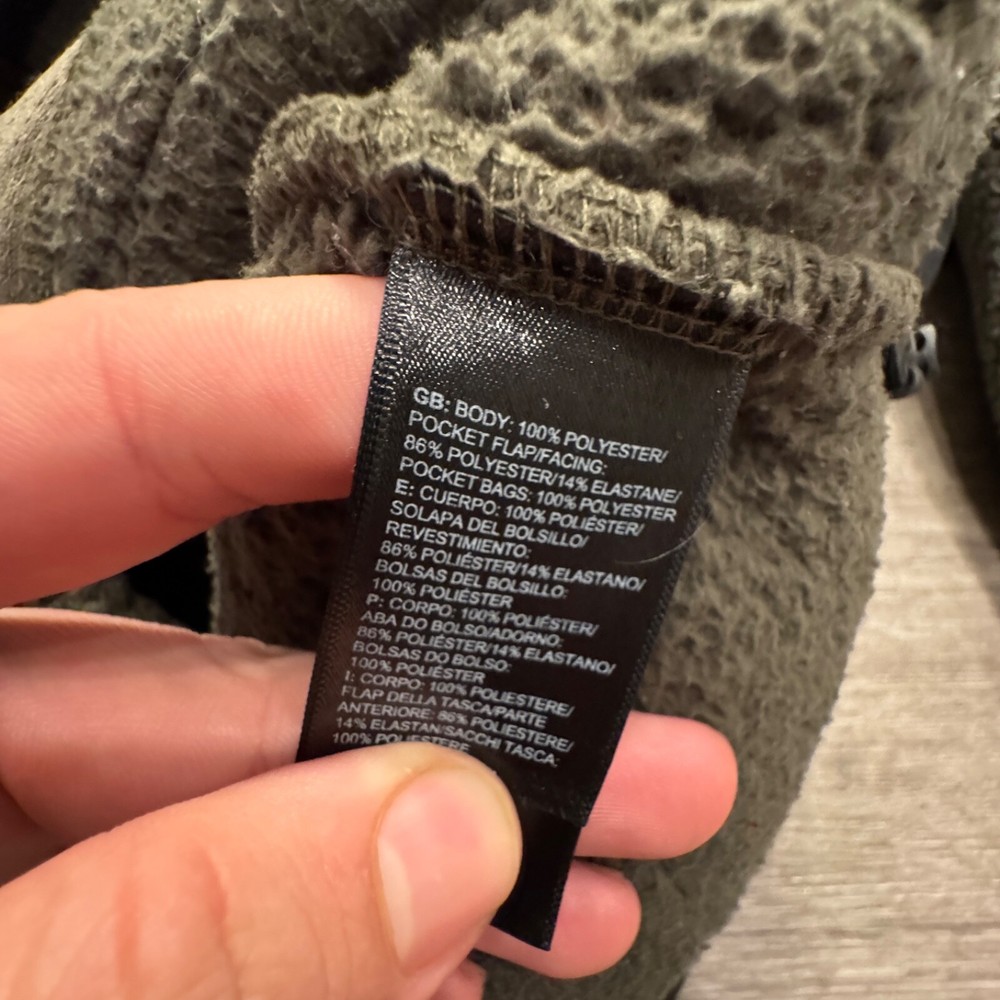 GB: BODY: 100% POLYESTER/
POCKET FLAP/FACING:
86% POLYESTER/14% ELASTANE/
POCKET BAGS: 100% POLYESTER
E: CUERPO: 100% POLIÉSTER/
SOLAPA DEL BOLSILLO/
REVESTIMIENTO:
86% POLIÉSTER/14% ELASTANO/
BOLSAS DEL BOLSILLO:
100% POLIÉSTER
P: CORPO: 100% POLIÉSTER/
ABA DO BOLSO/ADORNO:
86% POLIÉSTER/14% ELASTANO/
BOLSAS DO BOLSO:
100% POLIÉSTER
I: CORPO: 100% POLIESTERE/
FLAP DELLA TASCA/PARTE
ANTERIORE: 86% POLIESTERE/
14% ELASTAN/SACCHI TASCA:
100% POLIESTERE